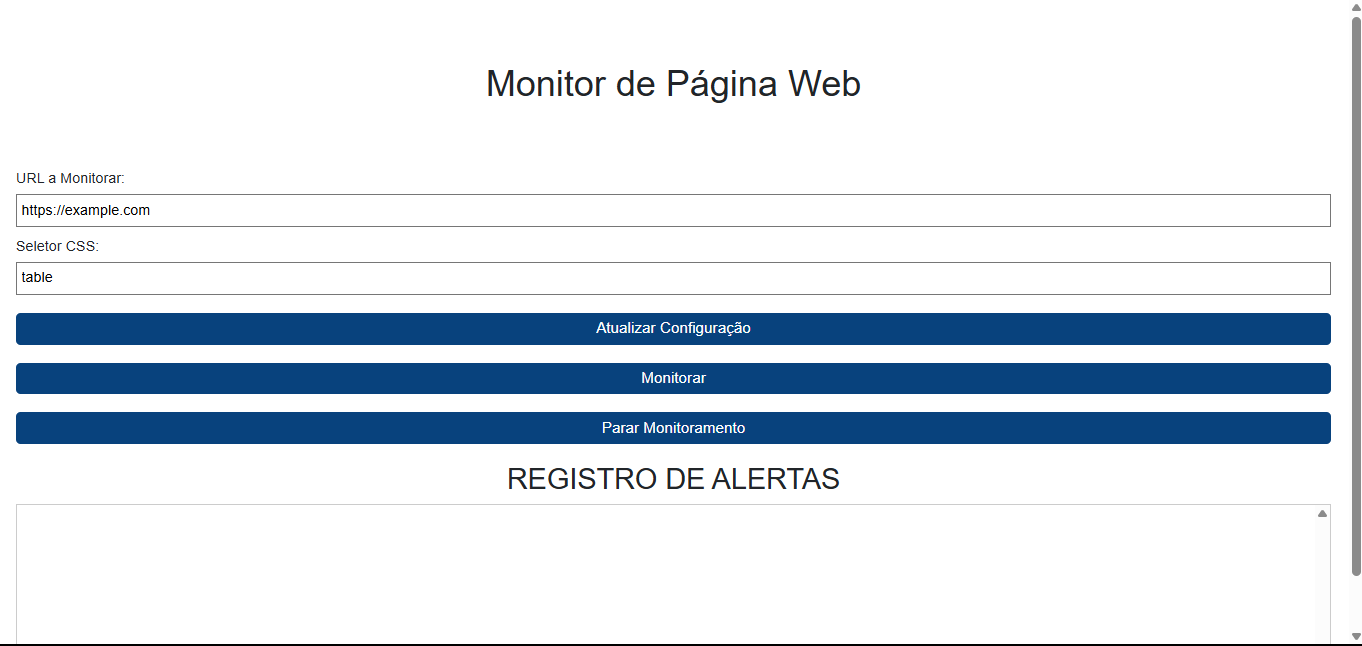 Monitor de Página Web
URL a Monitorar:
https://example.com
Seletor CSS:
table
Atualizar Configuração
Monitorar
Parar Monitoramento
REGISTRO DE ALERTAS